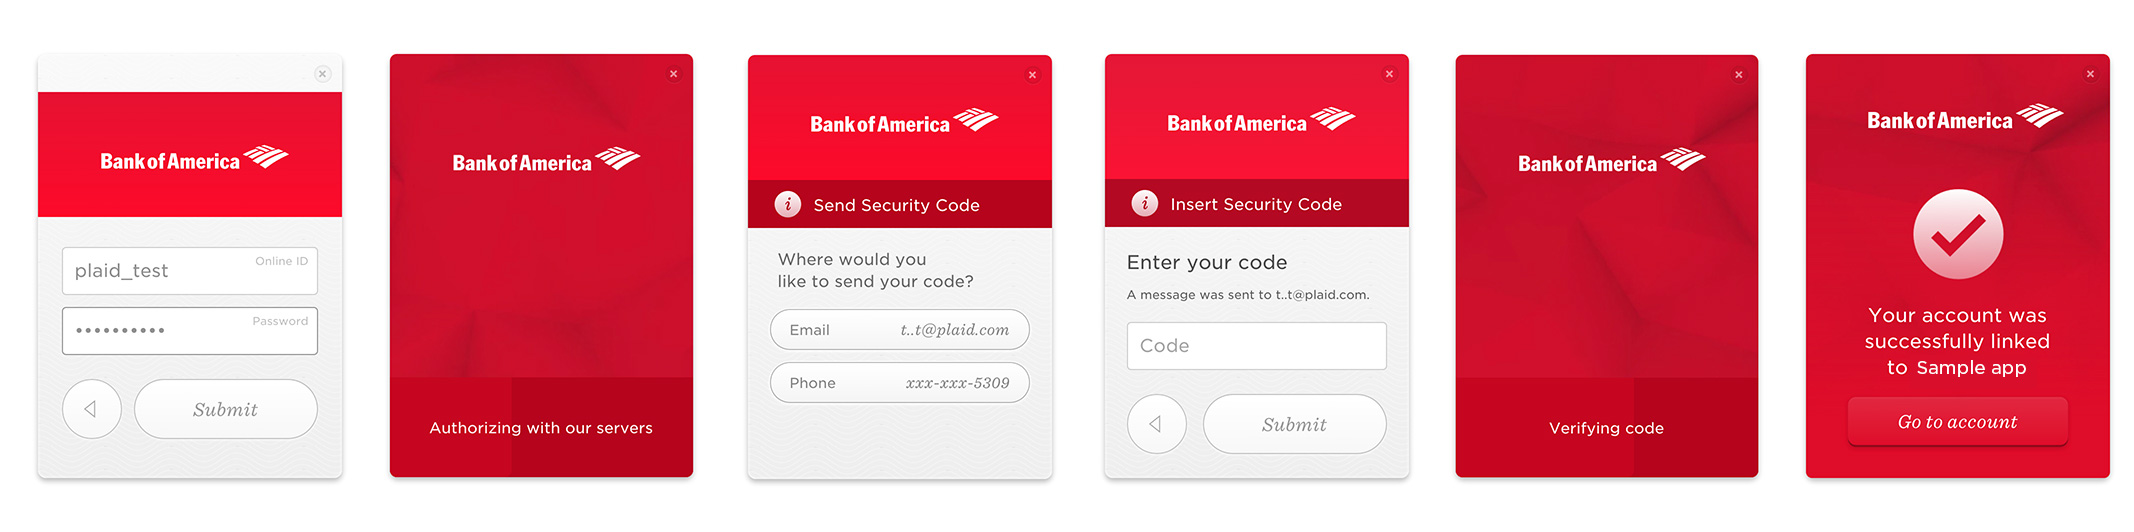 Bank of America
plaid_test
Online ID
••••••••••
Password
Submit
Bank of America
Authorizing with our servers
Bank of America
i
Send Security Code
Where would you
like to send your code?
Email t..t@plaid.com
Phone xxx-xxx-5309
Bank of America
i
Insert Security Code
Enter your code
A message was sent to t..t@plaid.com.
Code
Submit
Bank of America
Verifying code
Bank of America
Your account was
successfully linked
to Sample app
Go to account